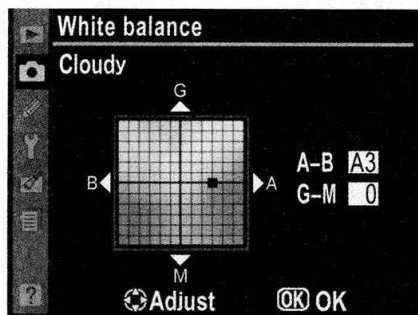 White balance
Cloudy
G
B A
A–B A3
G–M 0
M
Adjust OK OK
?